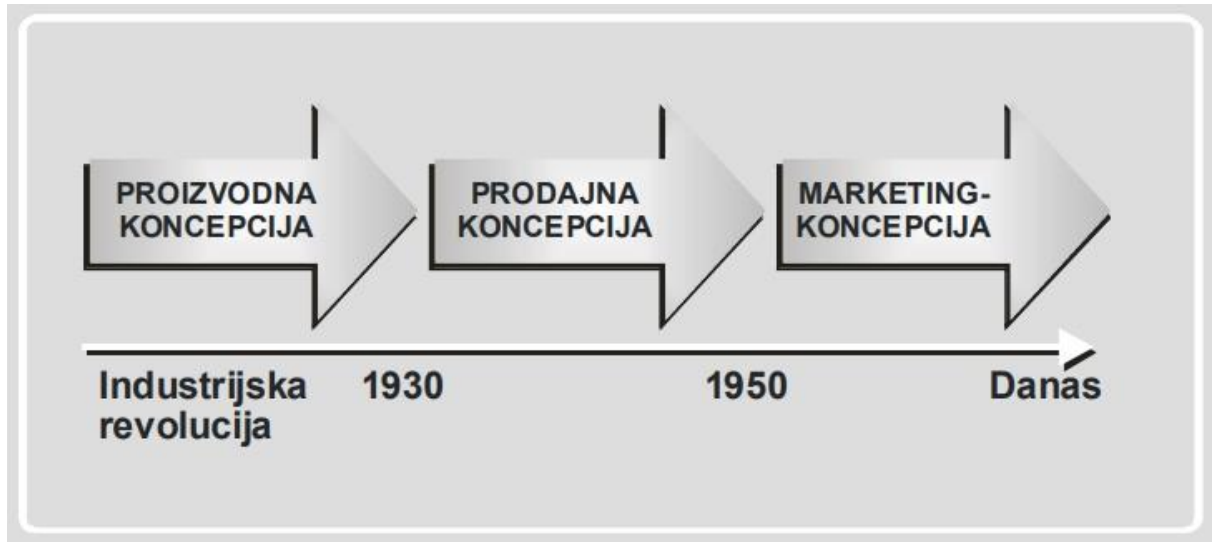 PROIZVODNA
KONCEPCIJA
PRODAJNA
KONCEPCIJA
MARKETING-
KONCEPCIJA
Industrijska
revolucija
1930
1950
Danas